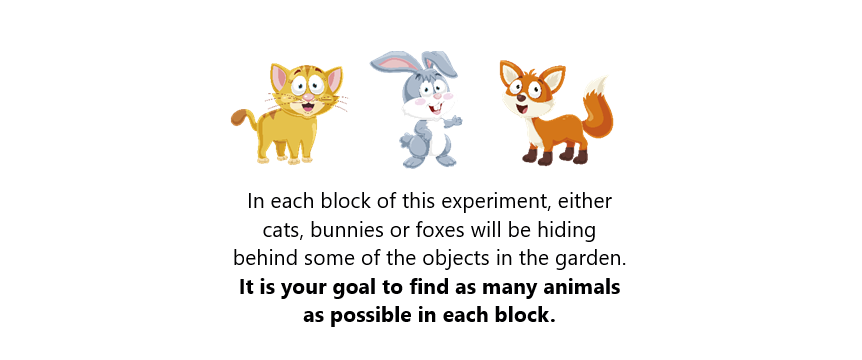 In each block of this experiment, either
cats, bunnies or foxes will be hiding
behind some of the objects in the garden.
It is your goal to find as many animals
as possible in each block.